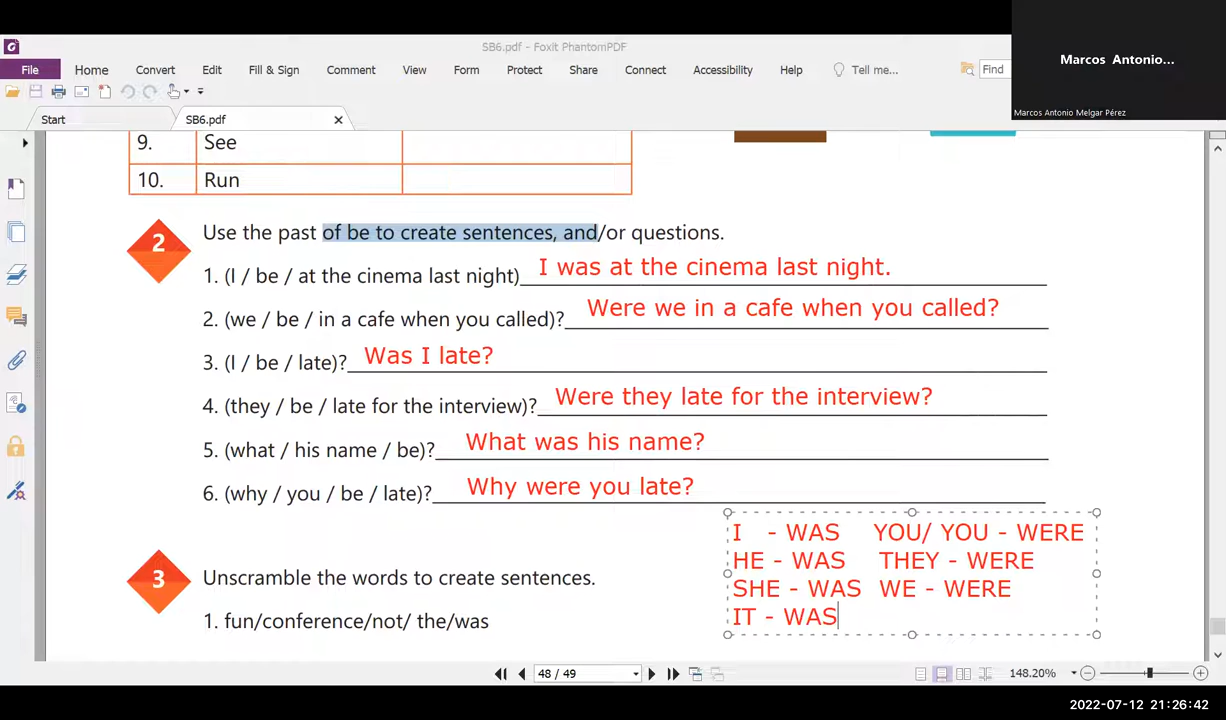 SB6.pdf - Foxit PhantomPDF
Marcos Antonio...
Marcos Antonio Melgar Pérez
File Home Convert Edit Fill & Sign Comment View Form Protect Share Connect Accessibility Help Tell me... Find
Start SB6.pdf
9. See
10. Run
2 Use the past of be to create sentences, and/or questions.
1. (I / be / at the cinema last night) I was at the cinema last night.
2. (we / be / in a cafe when you called)? Were we in a cafe when you called?
3. (I / be / late)? Was I late?
4. (they / be / late for the interview)? Were they late for the interview?
5. (what / his name / be)? What was his name?
6. (why / you / be / late)? Why were you late?
I - WAS YOU/ YOU - WERE
HE - WAS THEY - WERE
SHE - WAS WE - WERE
IT - WAS
3 Unscramble the words to create sentences.
1. fun/conference/not/ the/was
48 / 49 148.20%
2022-07-12 21:26:42